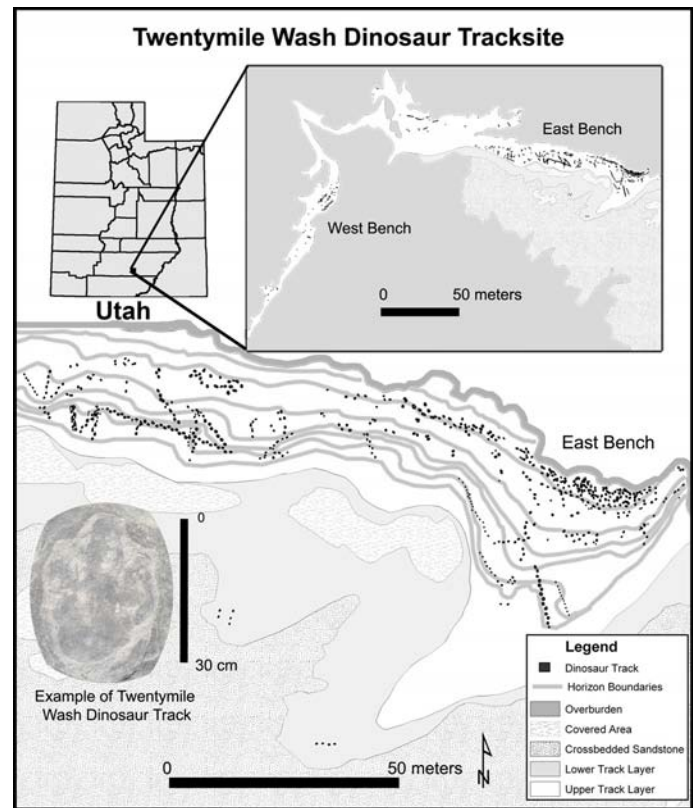 Twentymile Wash Dinosaur Tracksite
East Bench
West Bench
0 50 meters
Utah
East Bench
0
30 cm
Example of Twentymile
Wash Dinosaur Track
0 50 meters
N
Legend
Dinosaur Track
Horizon Boundaries
Overburden
Covered Area
Crossbedded Sandstone
Lower Track Layer
Upper Track Layer